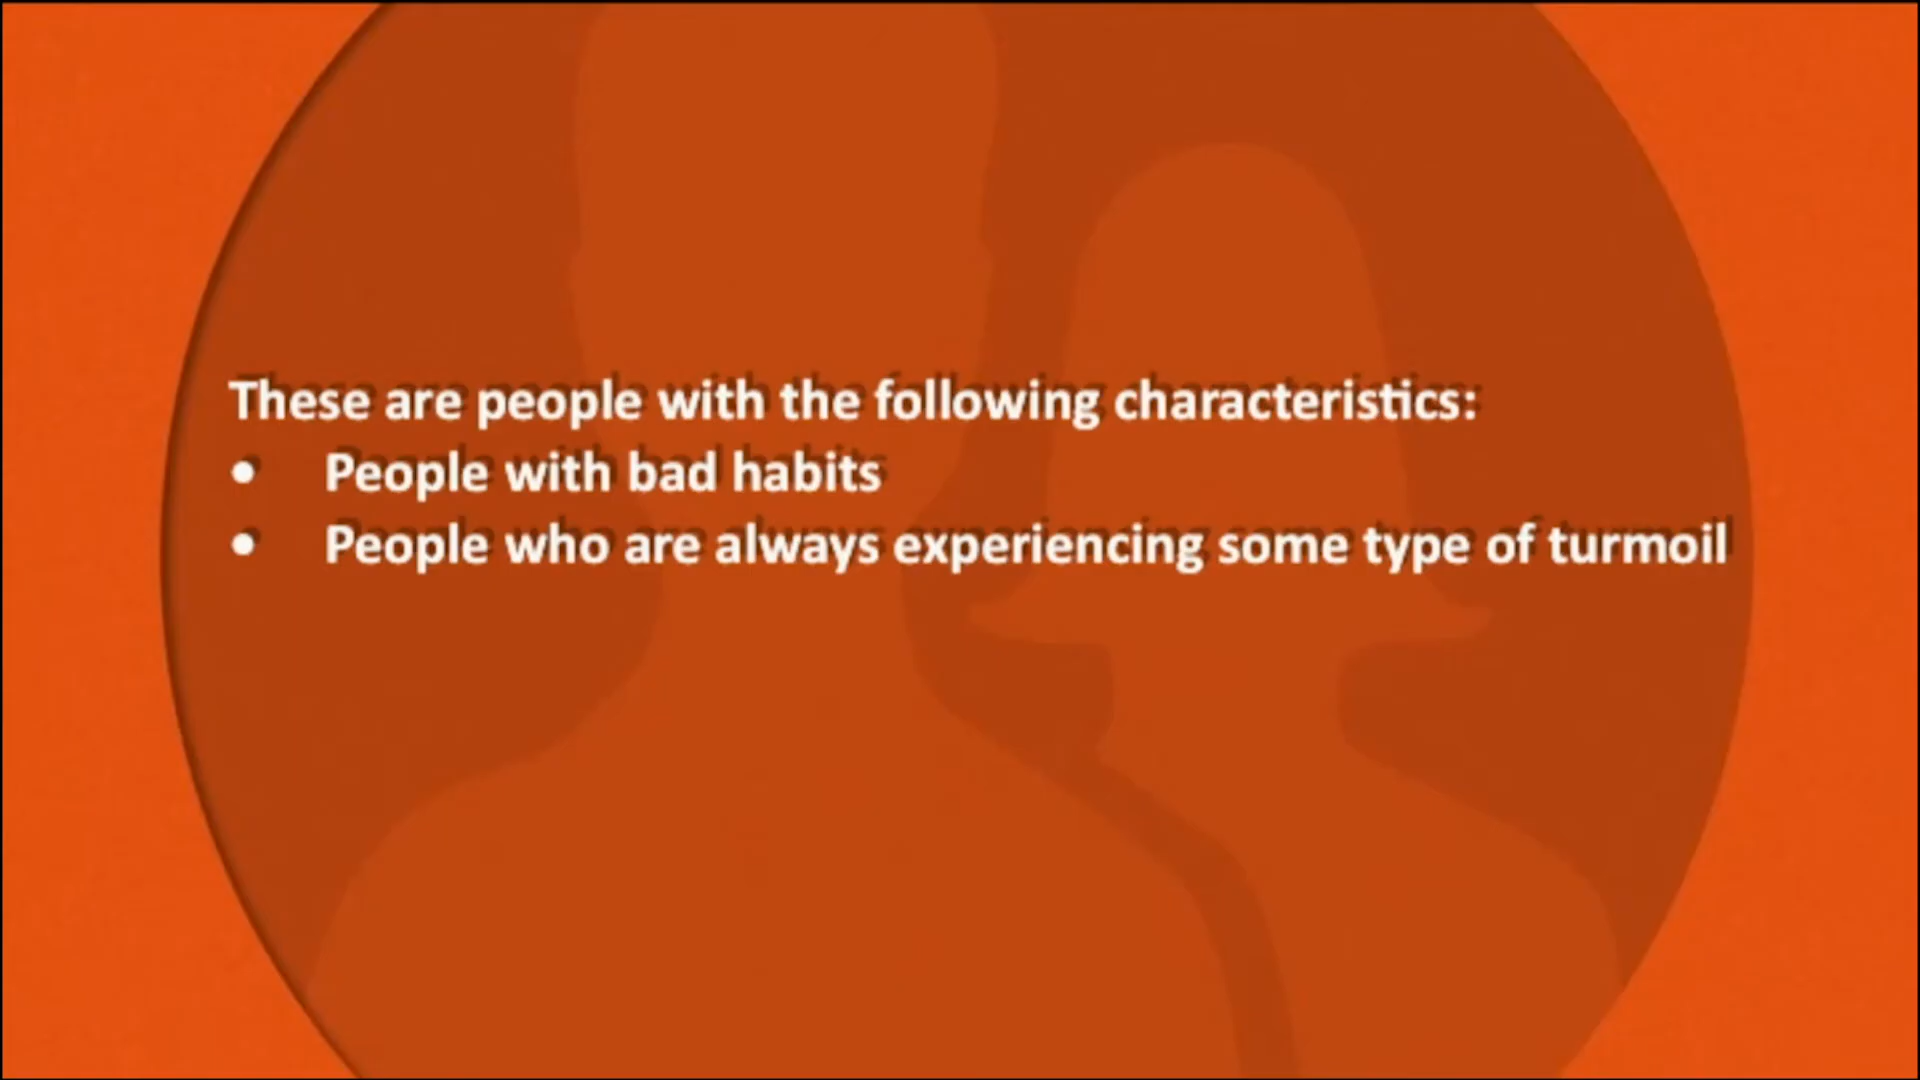 These are people with the following characteristics:
• People with bad habits
• People who are always experiencing some type of turmoil